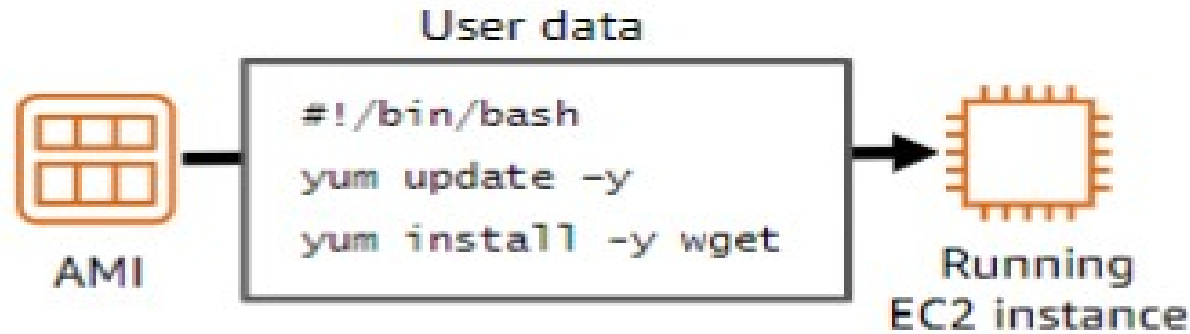 User data
#!/bin/bash
yum update -y
yum install -y wget
AMI
Running
EC2 instance